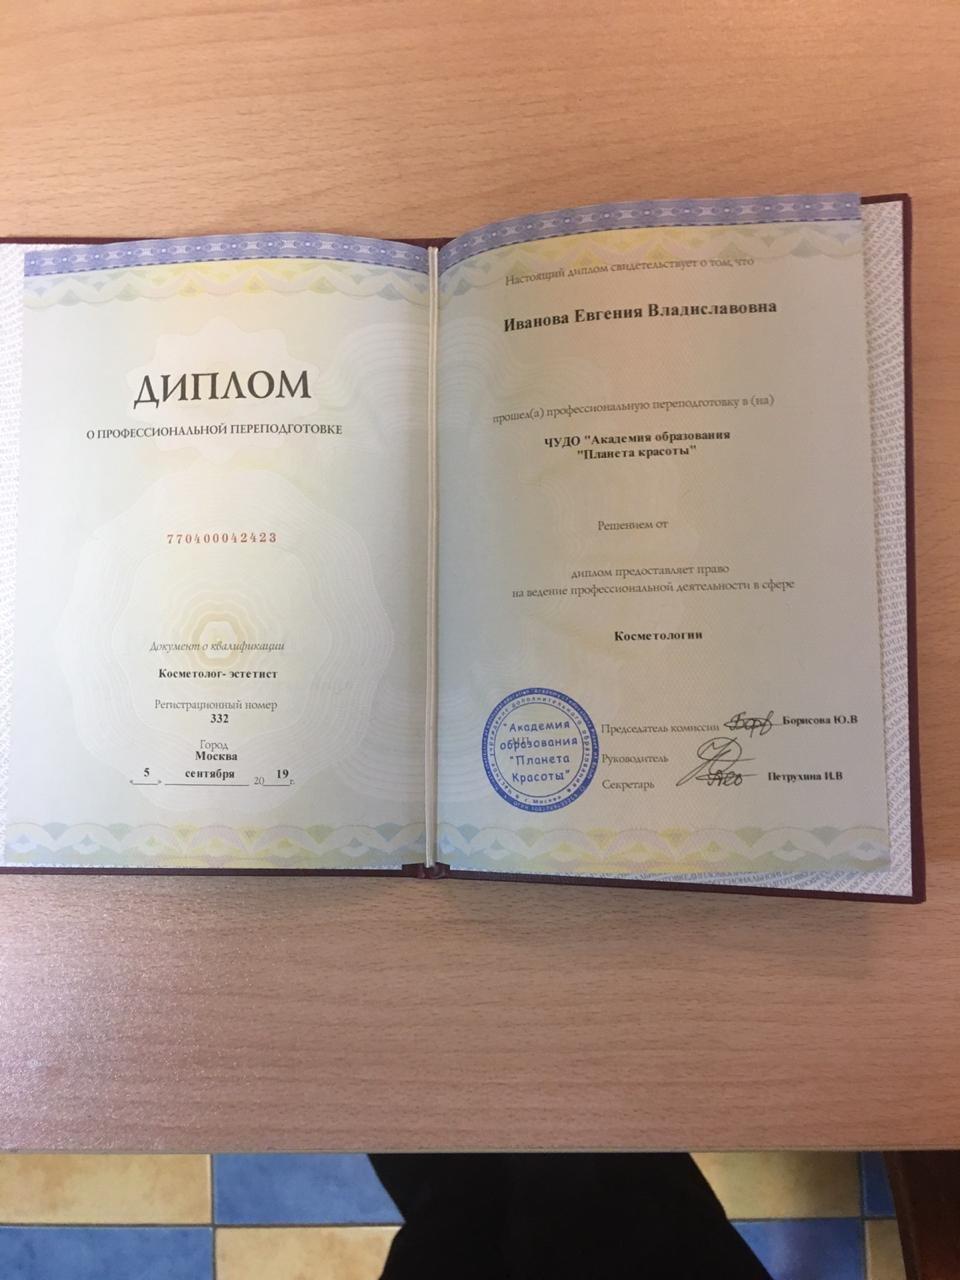 ДИПЛОМ
О ПРОФЕССИОНАЛЬНОЙ ПЕРЕПОДГОТОВКЕ
770400042423
Документ о квалификации
Косметолог- эстетист
Регистрационный номер
332
Город
Москва
« 5 » сентября 20 19 г.
Настоящий диплом свидетельствует о том, что
Иванова Евгения Владиславовна
прошел(а) профессиональную переподготовку в (на)
ЧУДО "Академия образования
"Планета красоты"
Решением от
диплом предоставляет право
на ведение профессиональной деятельности в сфере
Косметологии
Председатель комиссии Борисова Ю.В
Руководитель
Секретарь Петрухина И.В
"Академия
образования
"Планета
Красоты"